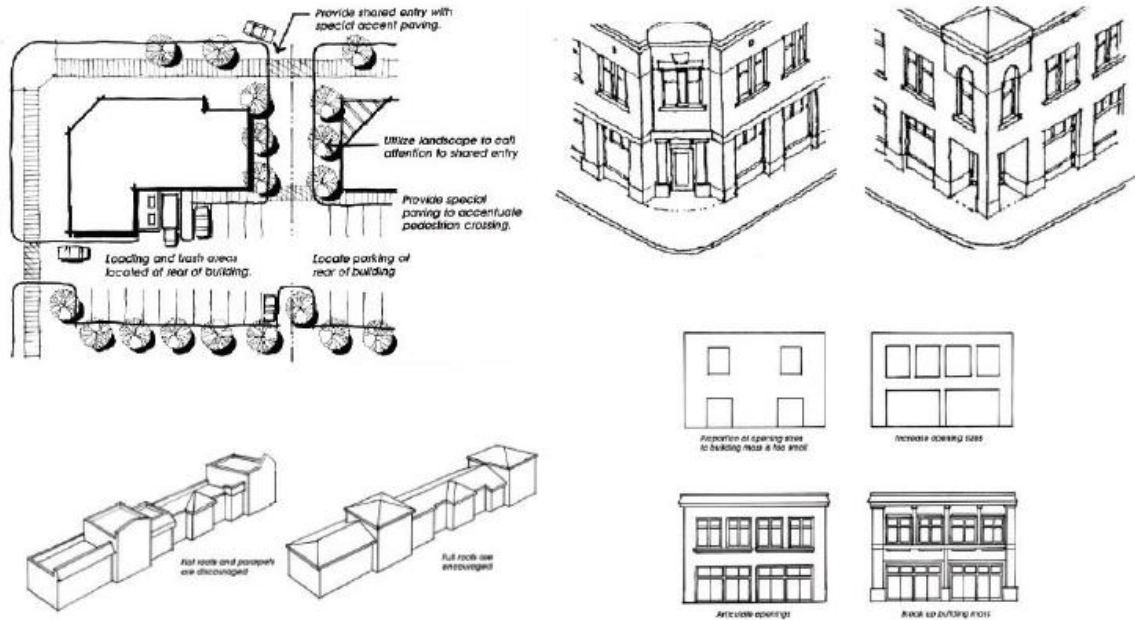 Provide shared entry with
special accent paving.
Utilize landscape to call
attention to shared entry
Provide special
paving to accentuate
pedestrian crossing.
Loading and trash areas
located at rear of building.
Locate parking at
rear of building
Proportion of opening sizes
to building mass is too small
Increase opening sizes
Flat roofs and parapets
are discouraged
Full roofs are
encouraged
Articulate openings
Break up building mass